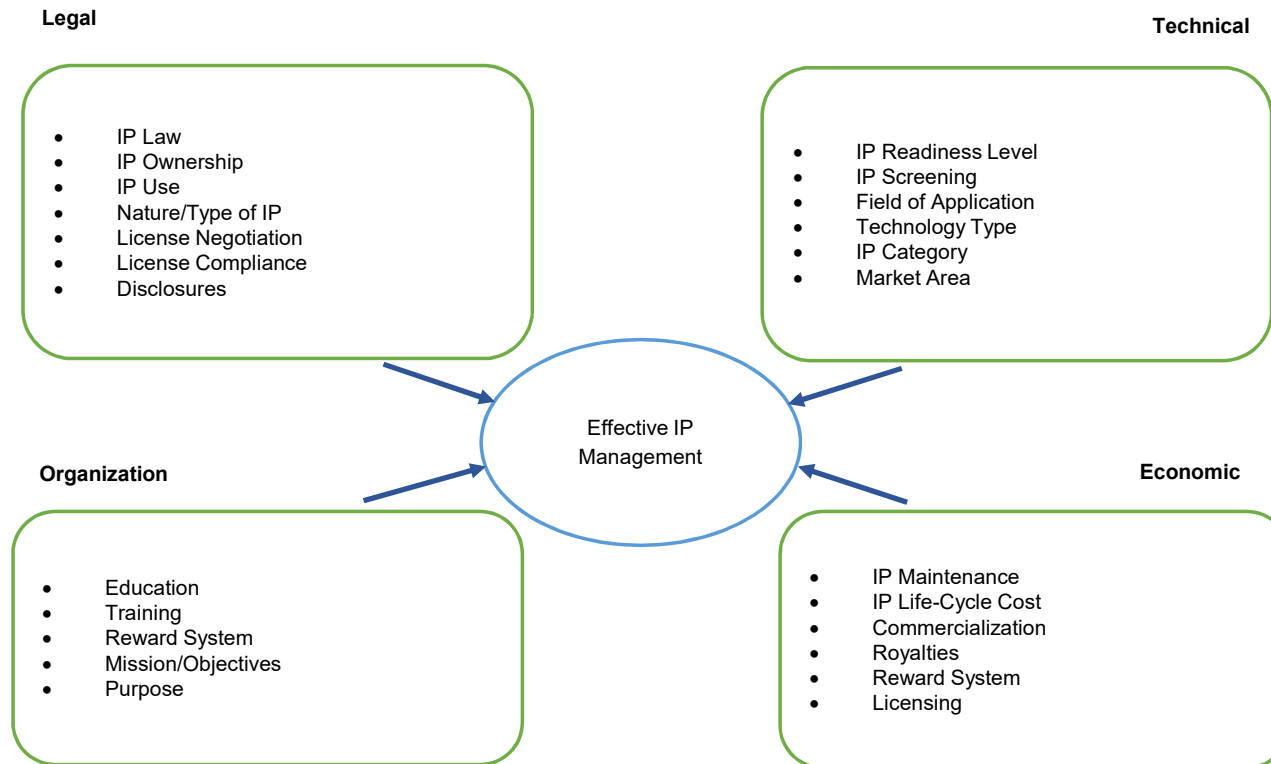 Legal
IP Law
IP Ownership
IP Use
Nature/Type of IP
License Negotiation
License Compliance
Disclosures
Technical
IP Readiness Level
IP Screening
Field of Application
Technology Type
IP Category
Market Area
Effective IP
Management
Organization
Education
Training
Reward System
Mission/Objectives
Purpose
Economic
IP Maintenance
IP Life-Cycle Cost
Commercialization
Royalties
Reward System
Licensing